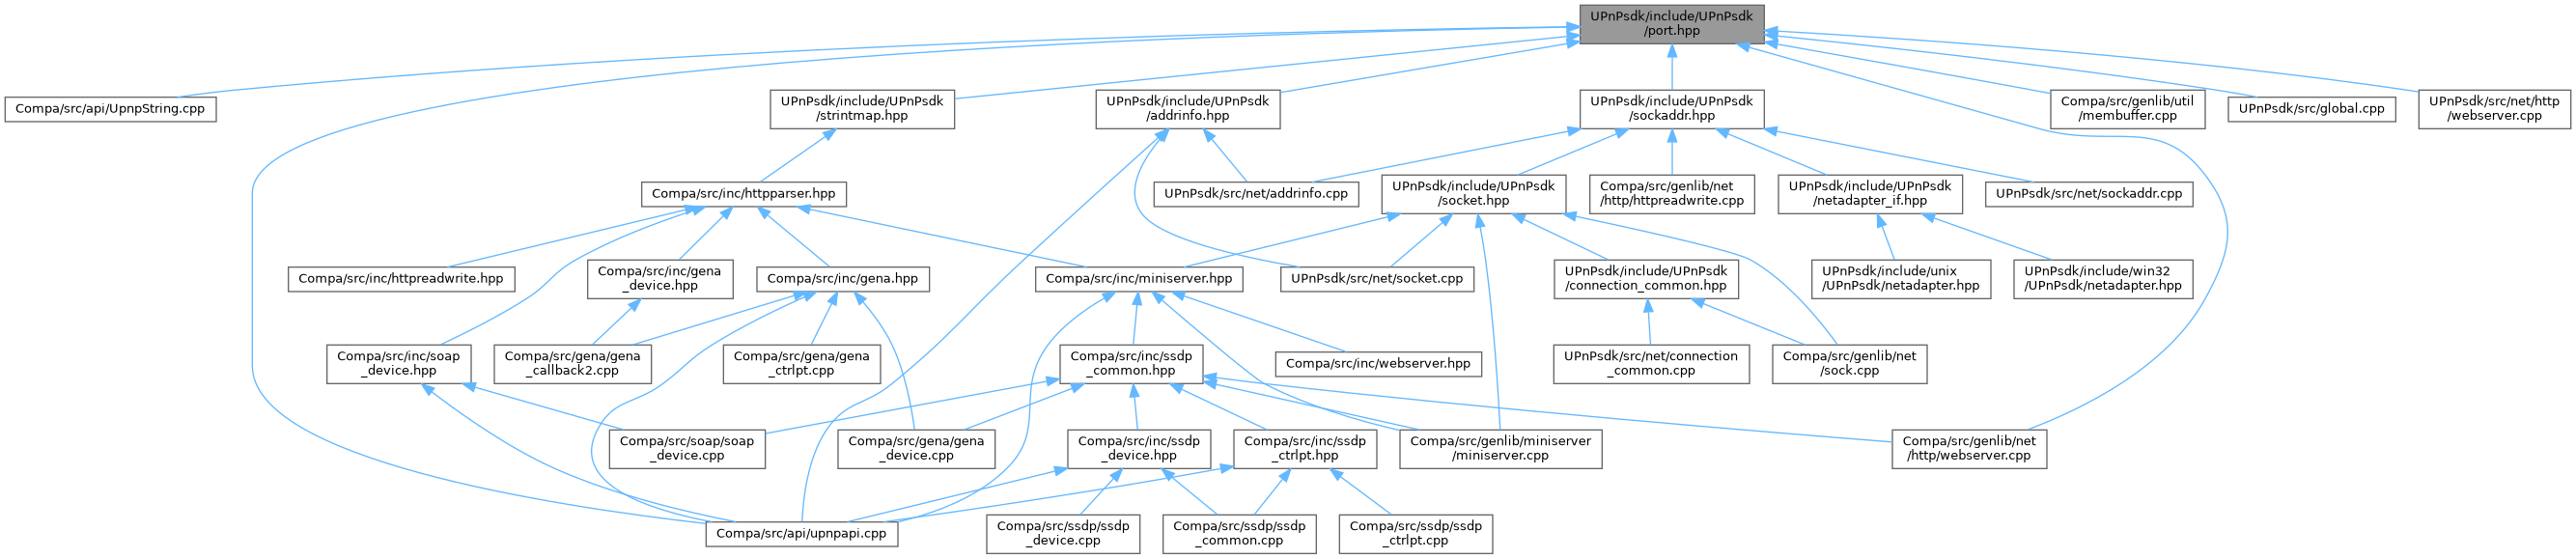 UPnPsdk/include/UPnPsdk
/port.hpp
Compa/src/api/UpnpString.cpp
UPnPsdk/include/UPnPsdk
/strintmap.hpp
UPnPsdk/include/UPnPsdk
/addrinfo.hpp
UPnPsdk/include/UPnPsdk
/sockaddr.hpp
Compa/src/genlib/util
/membuffer.cpp
UPnPsdk/src/global.cpp
UPnPsdk/src/net/http
/webserver.cpp
Compa/src/inc/httpparser.hpp
UPnPsdk/src/net/addrinfo.cpp
UPnPsdk/include/UPnPsdk
/socket.hpp
Compa/src/genlib/net
/http/httpreadwrite.cpp
UPnPsdk/include/UPnPsdk
/netadapter_if.hpp
UPnPsdk/src/net/sockaddr.cpp
Compa/src/inc/httpreadwrite.hpp
Compa/src/inc/gena
_device.hpp
Compa/src/inc/gena.hpp
Compa/src/inc/miniserver.hpp
UPnPsdk/src/net/socket.cpp
UPnPsdk/include/UPnPsdk
/connection_common.hpp
UPnPsdk/include/unix
/UPnPsdk/netadapter.hpp
UPnPsdk/include/win32
/UPnPsdk/netadapter.hpp
Compa/src/inc/soap
_device.hpp
Compa/src/gena/gena
_callback2.cpp
Compa/src/gena/gena
_ctrlpt.cpp
Compa/src/inc/ssdp
_common.hpp
Compa/src/inc/webserver.hpp
UPnPsdk/src/net/connection
_common.cpp
Compa/src/genlib/net
/sock.cpp
Compa/src/soap/soap
_device.cpp
Compa/src/gena/gena
_device.cpp
Compa/src/inc/ssdp
_device.hpp
Compa/src/inc/ssdp
_ctrlpt.hpp
Compa/src/genlib/miniserver
/miniserver.cpp
Compa/src/genlib/net
/http/webserver.cpp
Compa/src/api/upnpapi.cpp
Compa/src/ssdp/ssdp
_device.cpp
Compa/src/ssdp/ssdp
_common.cpp
Compa/src/ssdp/ssdp
_ctrlpt.cpp